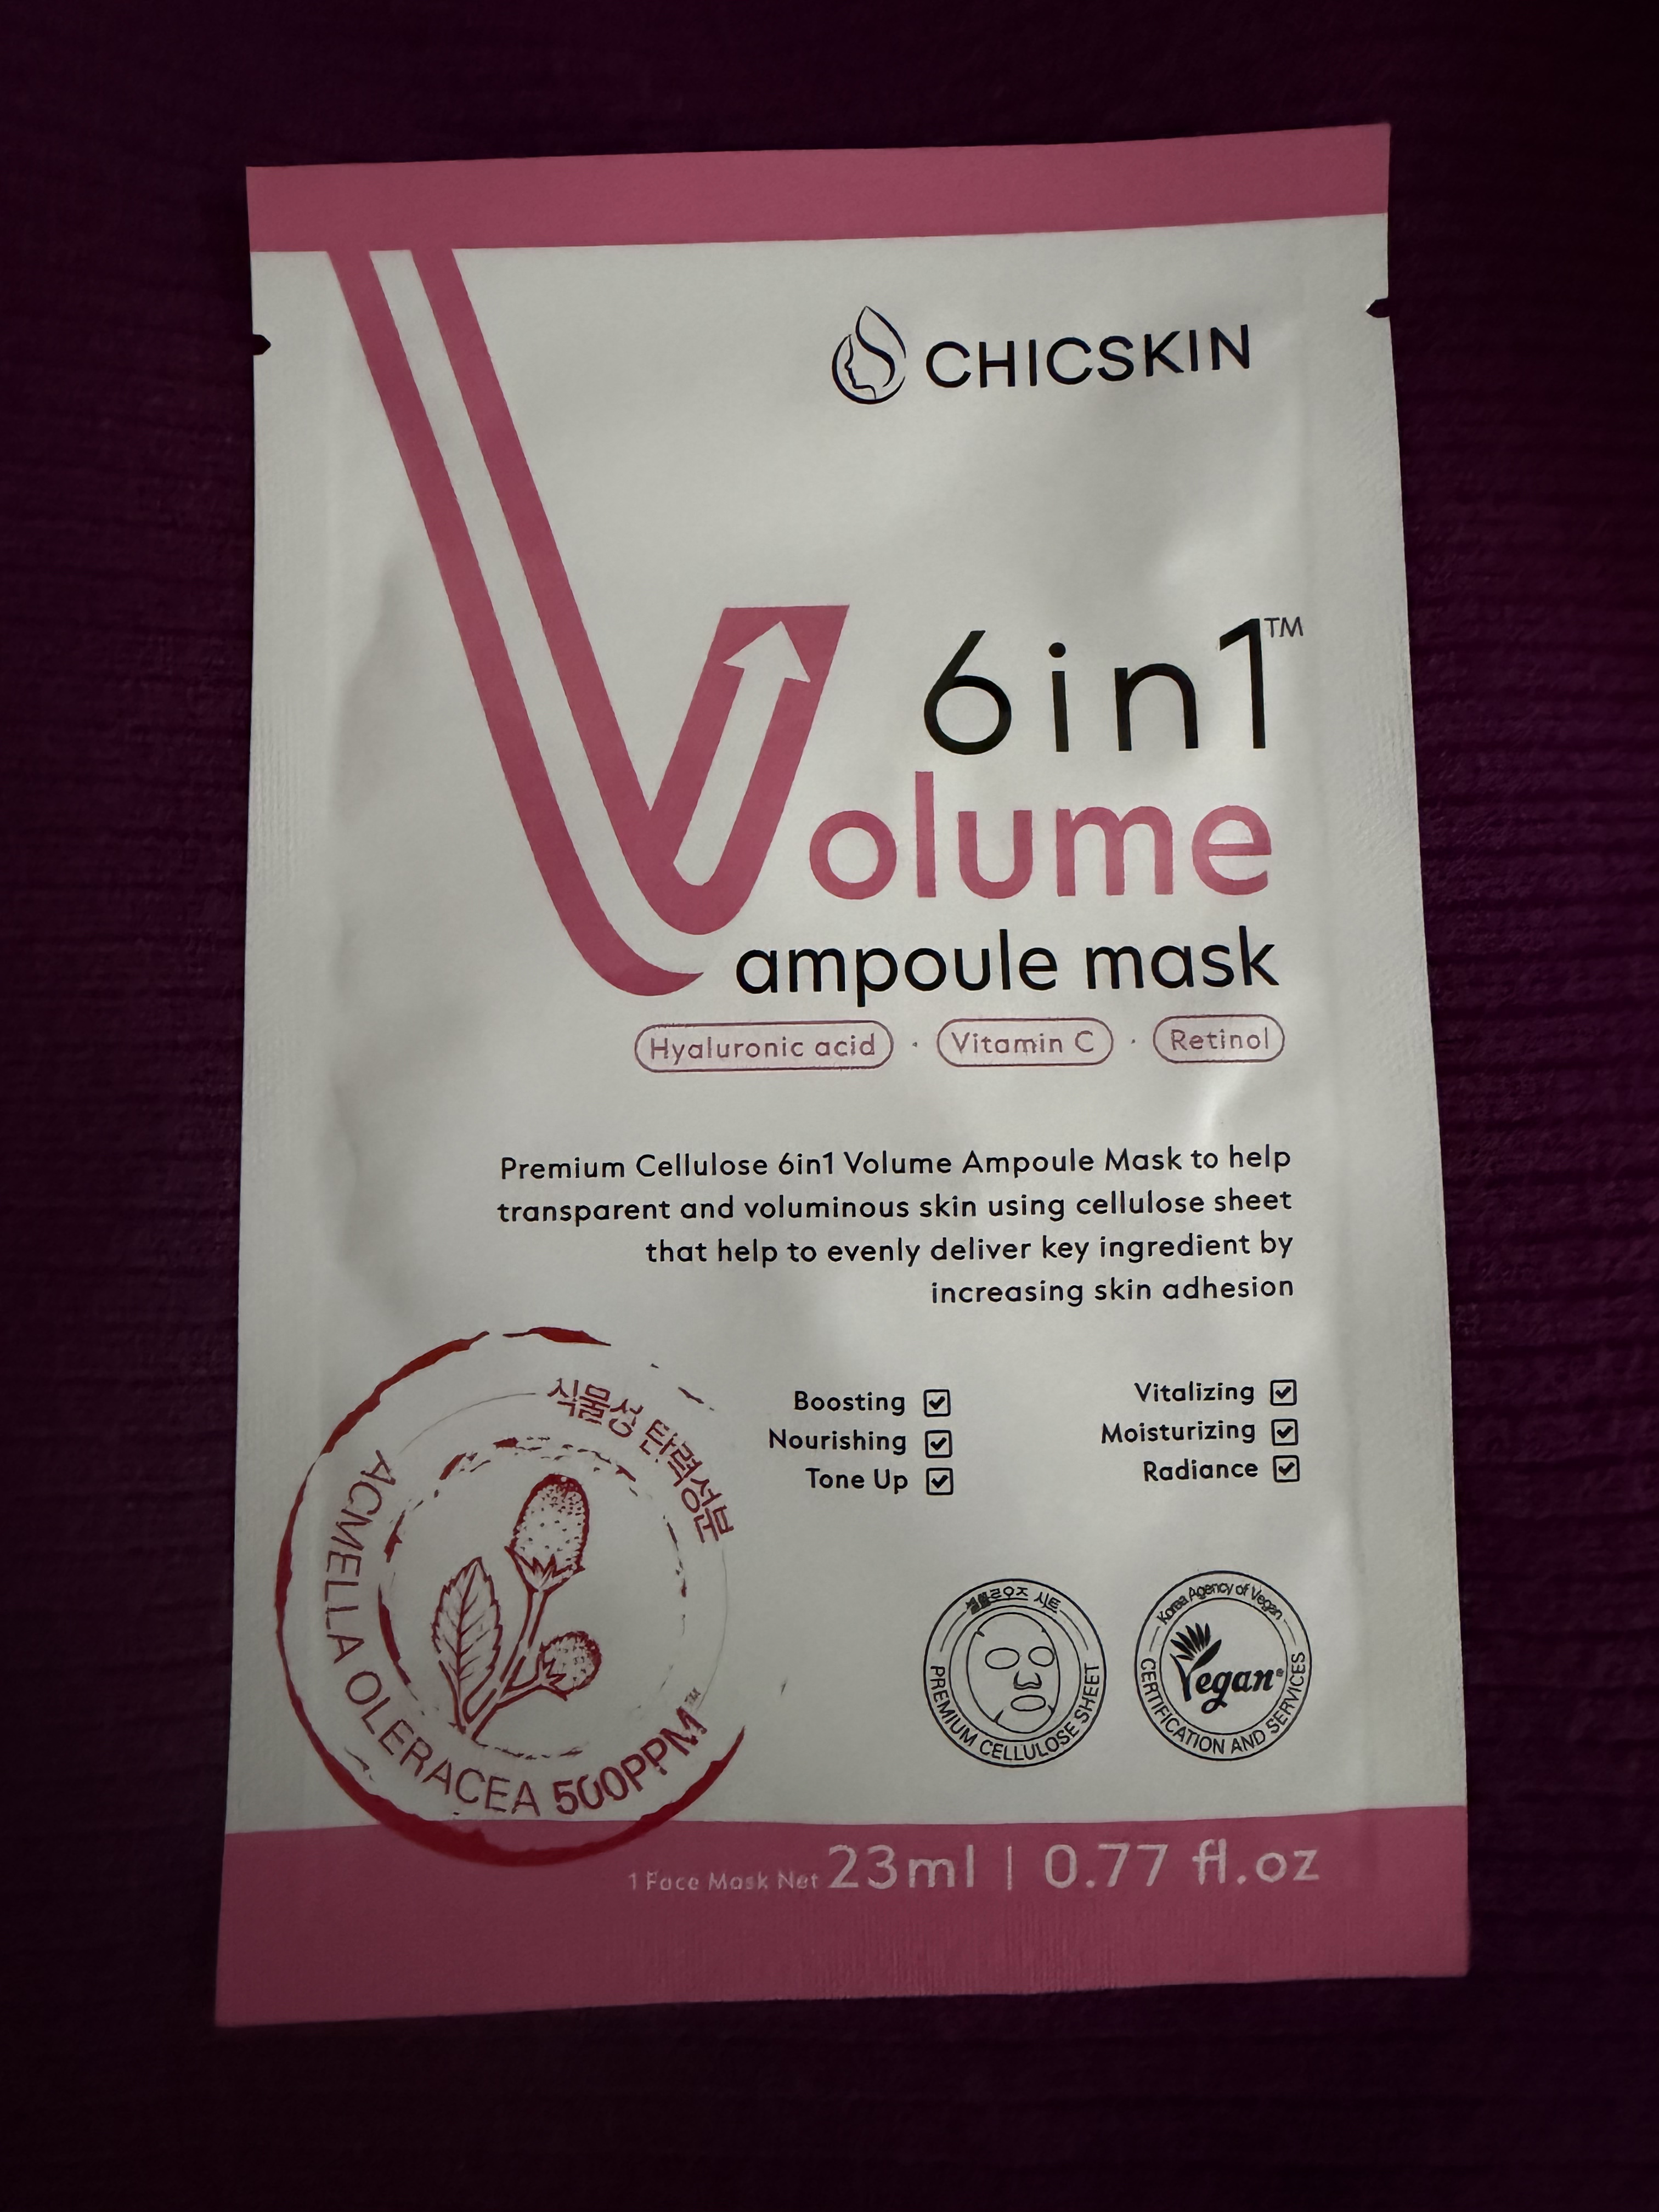 CHICSKIN
6in1™
Volume
ampoule mask
Hyaluronic acid · Vitamin C · Retinol
Premium Cellulose 6in1 Volume Ampoule Mask to help
transparent and voluminous skin using cellulose sheet
that help to evenly deliver key ingredient by
increasing skin adhesion
Boosting
Nourishing
Tone Up
Vitalizing
Moisturizing
Radiance
식물성 탄력성분
ACMELLA OLERACEA 500PPM™
셀룰로오즈 시트
PREMIUM CELLULOSE SHEET
Korea Agency of Vegan
Vegan®
CERTIFICATION AND SERVICES
1 Face Mask Net 23ml | 0.77 fl.oz